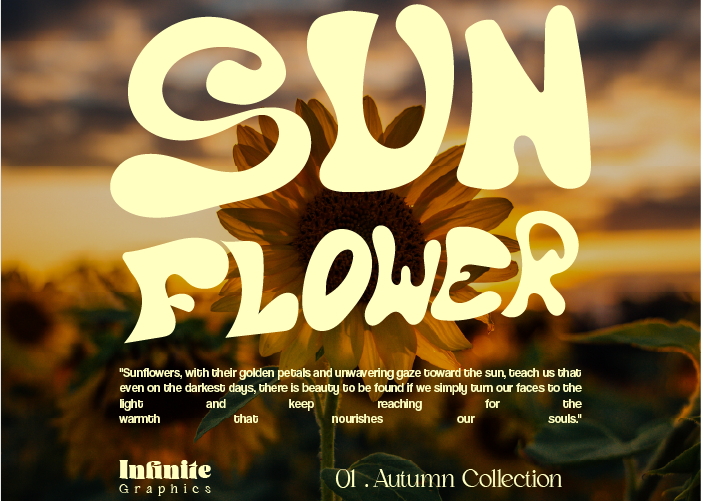 SUN
FLOWER
"Sunflowers, with their golden petals and unwavering gaze toward the sun, teach us that
even on the darkest days, there is beauty to be found if we simply turn our faces to the
light and keep reaching for the
warmth that nourishes our souls."
Infinite
Graphics
01 . Autumn Collection